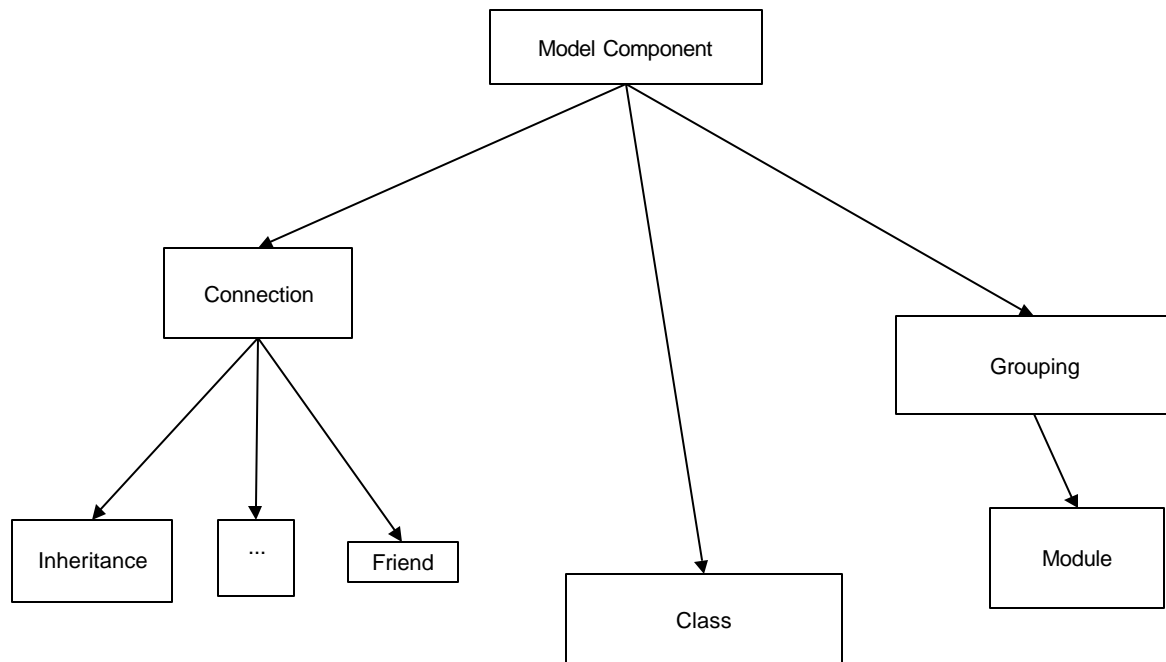 Model Component
Connection
Grouping
Inheritance
...
Friend
Module
Class